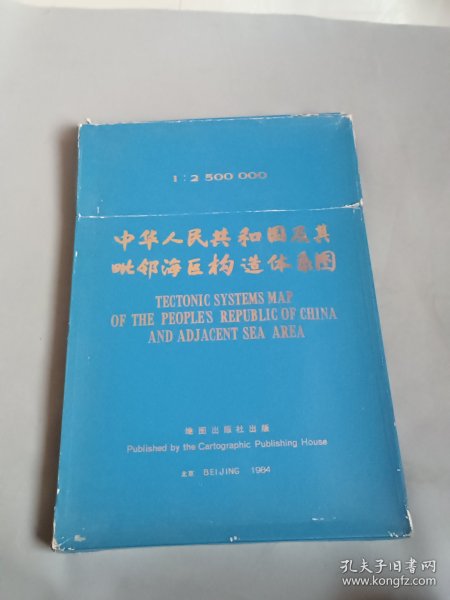 1:2 500 000
中华人民共和国及其
毗邻海区构造体系图
TECTONIC SYSTEMS MAP
OF THE PEOPLE'S REPUBLIC OF CHINA
AND ADJACENT SEA AREA
地图出版社出版
Published by the Cartographic Publishing House
北京 BEIJING 1984
孔夫子旧书网
www.kongfz.com